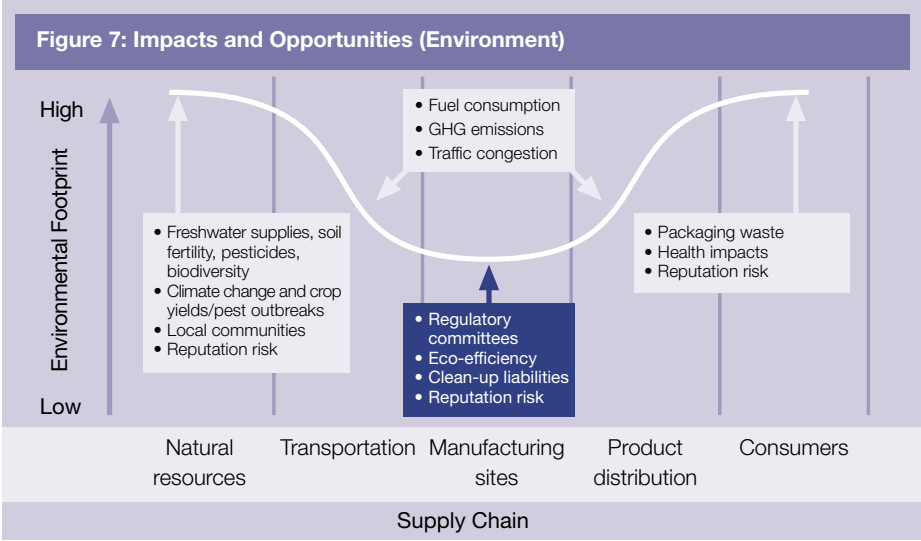 Figure 7: Impacts and Opportunities (Environment)
High
Environmental Footprint
Low
• Fuel consumption
• GHG emissions
• Traffic congestion
• Freshwater supplies, soil
fertility, pesticides,
biodiversity
• Climate change and crop
yields/pest outbreaks
• Local communities
• Reputation risk
• Regulatory
committees
• Eco-efficiency
• Clean-up liabilities
• Reputation risk
• Packaging waste
• Health impacts
• Reputation risk
Natural
resources
Transportation
Manufacturing
sites
Product
distribution
Consumers
Supply Chain